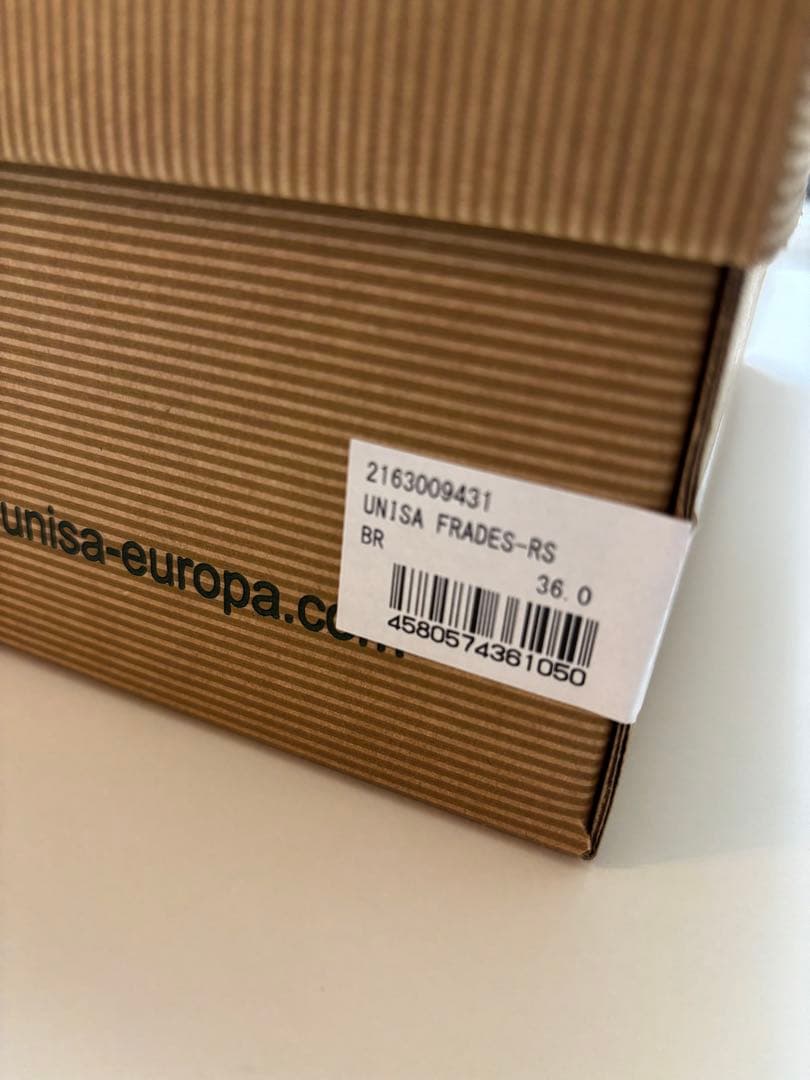 2163009431
UNISA FRADES-RS
BR
36.0
4580574361050
unisa-europa.com